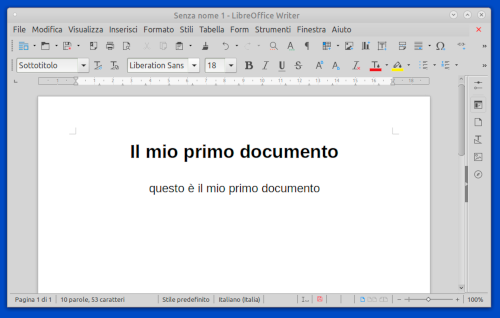 Senza nome 1 - LibreOffice Writer
File Modifica Visualizza Inserisci Formato Stili Tabella Form Strumenti Finestra Aiuto
Sottotitolo Liberation Sans 18
Il mio primo documento
questo è il mio primo documento
Pagina 1 di 1 10 parole, 53 caratteri Stile predefinito Italiano (Italia) 100%